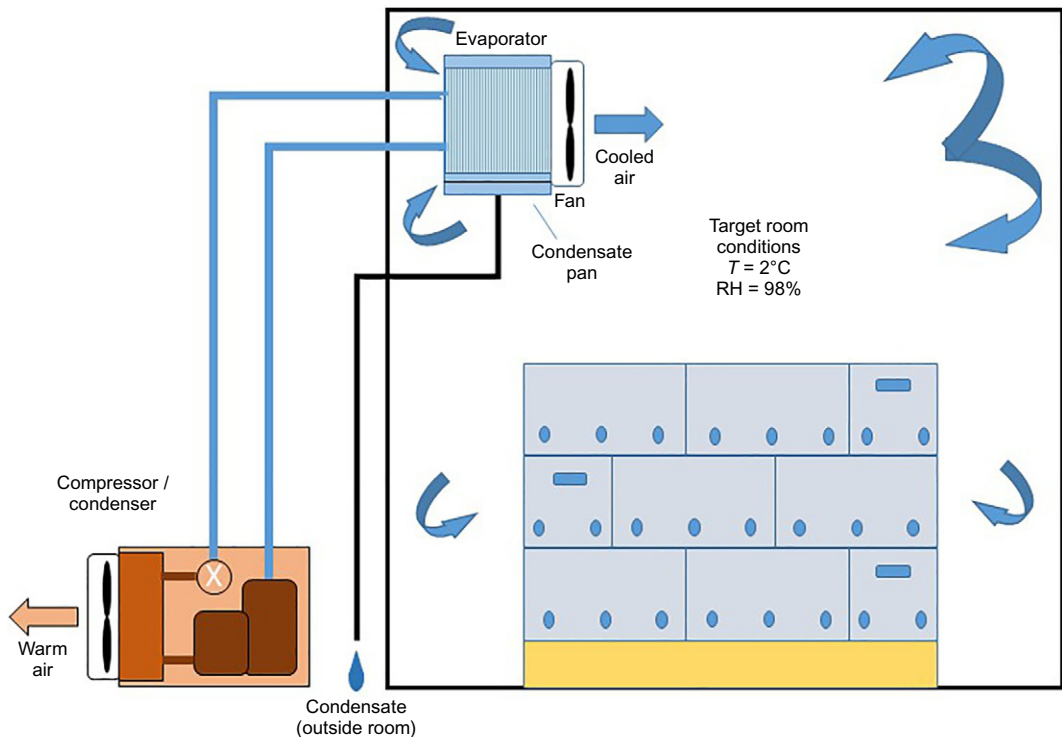 Evaporator
Cooled
air
Fan
Condensate
pan
Target room
conditions
T = 2°C
RH = 98%
Compressor /
condenser
X
Warm
air
Condensate
(outside room)